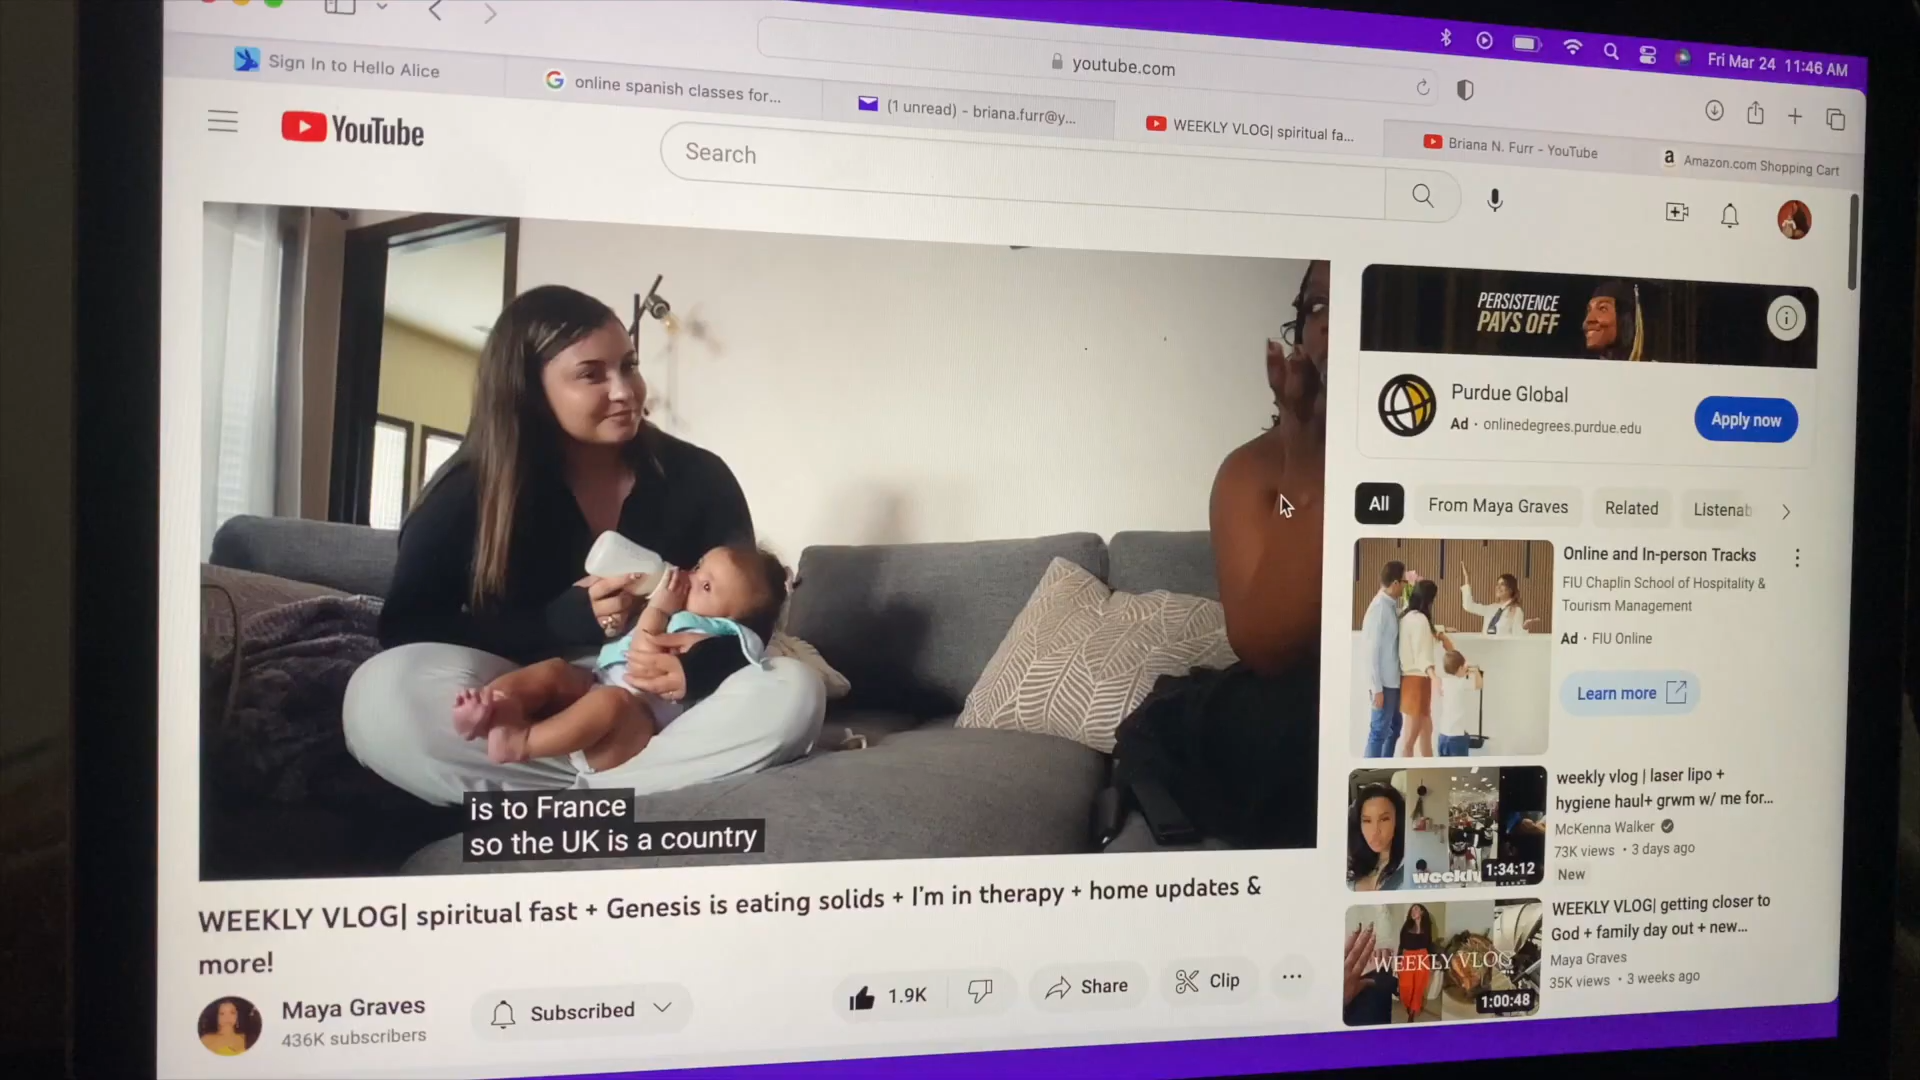 Fri Mar 24 11:46 AM
youtube.com
Sign In to Hello Alice
online spanish classes for...
(1 unread) - briana.furr@y...
WEEKLY VLOG| spiritual fa...
Briana N. Furr - YouTube
Amazon.com Shopping Cart
YouTube
Search
PERSISTENCE
PAYS OFF
Purdue Global
Ad · onlinedegrees.purdue.edu
Apply now
All
From Maya Graves
Related
Listenab
Online and In-person Tracks
FIU Chaplin School of Hospitality &
Tourism Management
Ad · FIU Online
Learn more
weekly vlog | laser lipo +
hygiene haul+ grwm w/ me for...
McKenna Walker
73K views • 3 days ago
New
weekly
1:34:12
WEEKLY VLOG| getting closer to
God + family day out + new...
Maya Graves
35K views • 3 weeks ago
WEEKLY VLOG
1:00:48
is to France
so the UK is a country
WEEKLY VLOG| spiritual fast + Genesis is eating solids + I'm in therapy + home updates &
more!
Maya Graves
436K subscribers
Subscribed
1.9K
Share
Clip